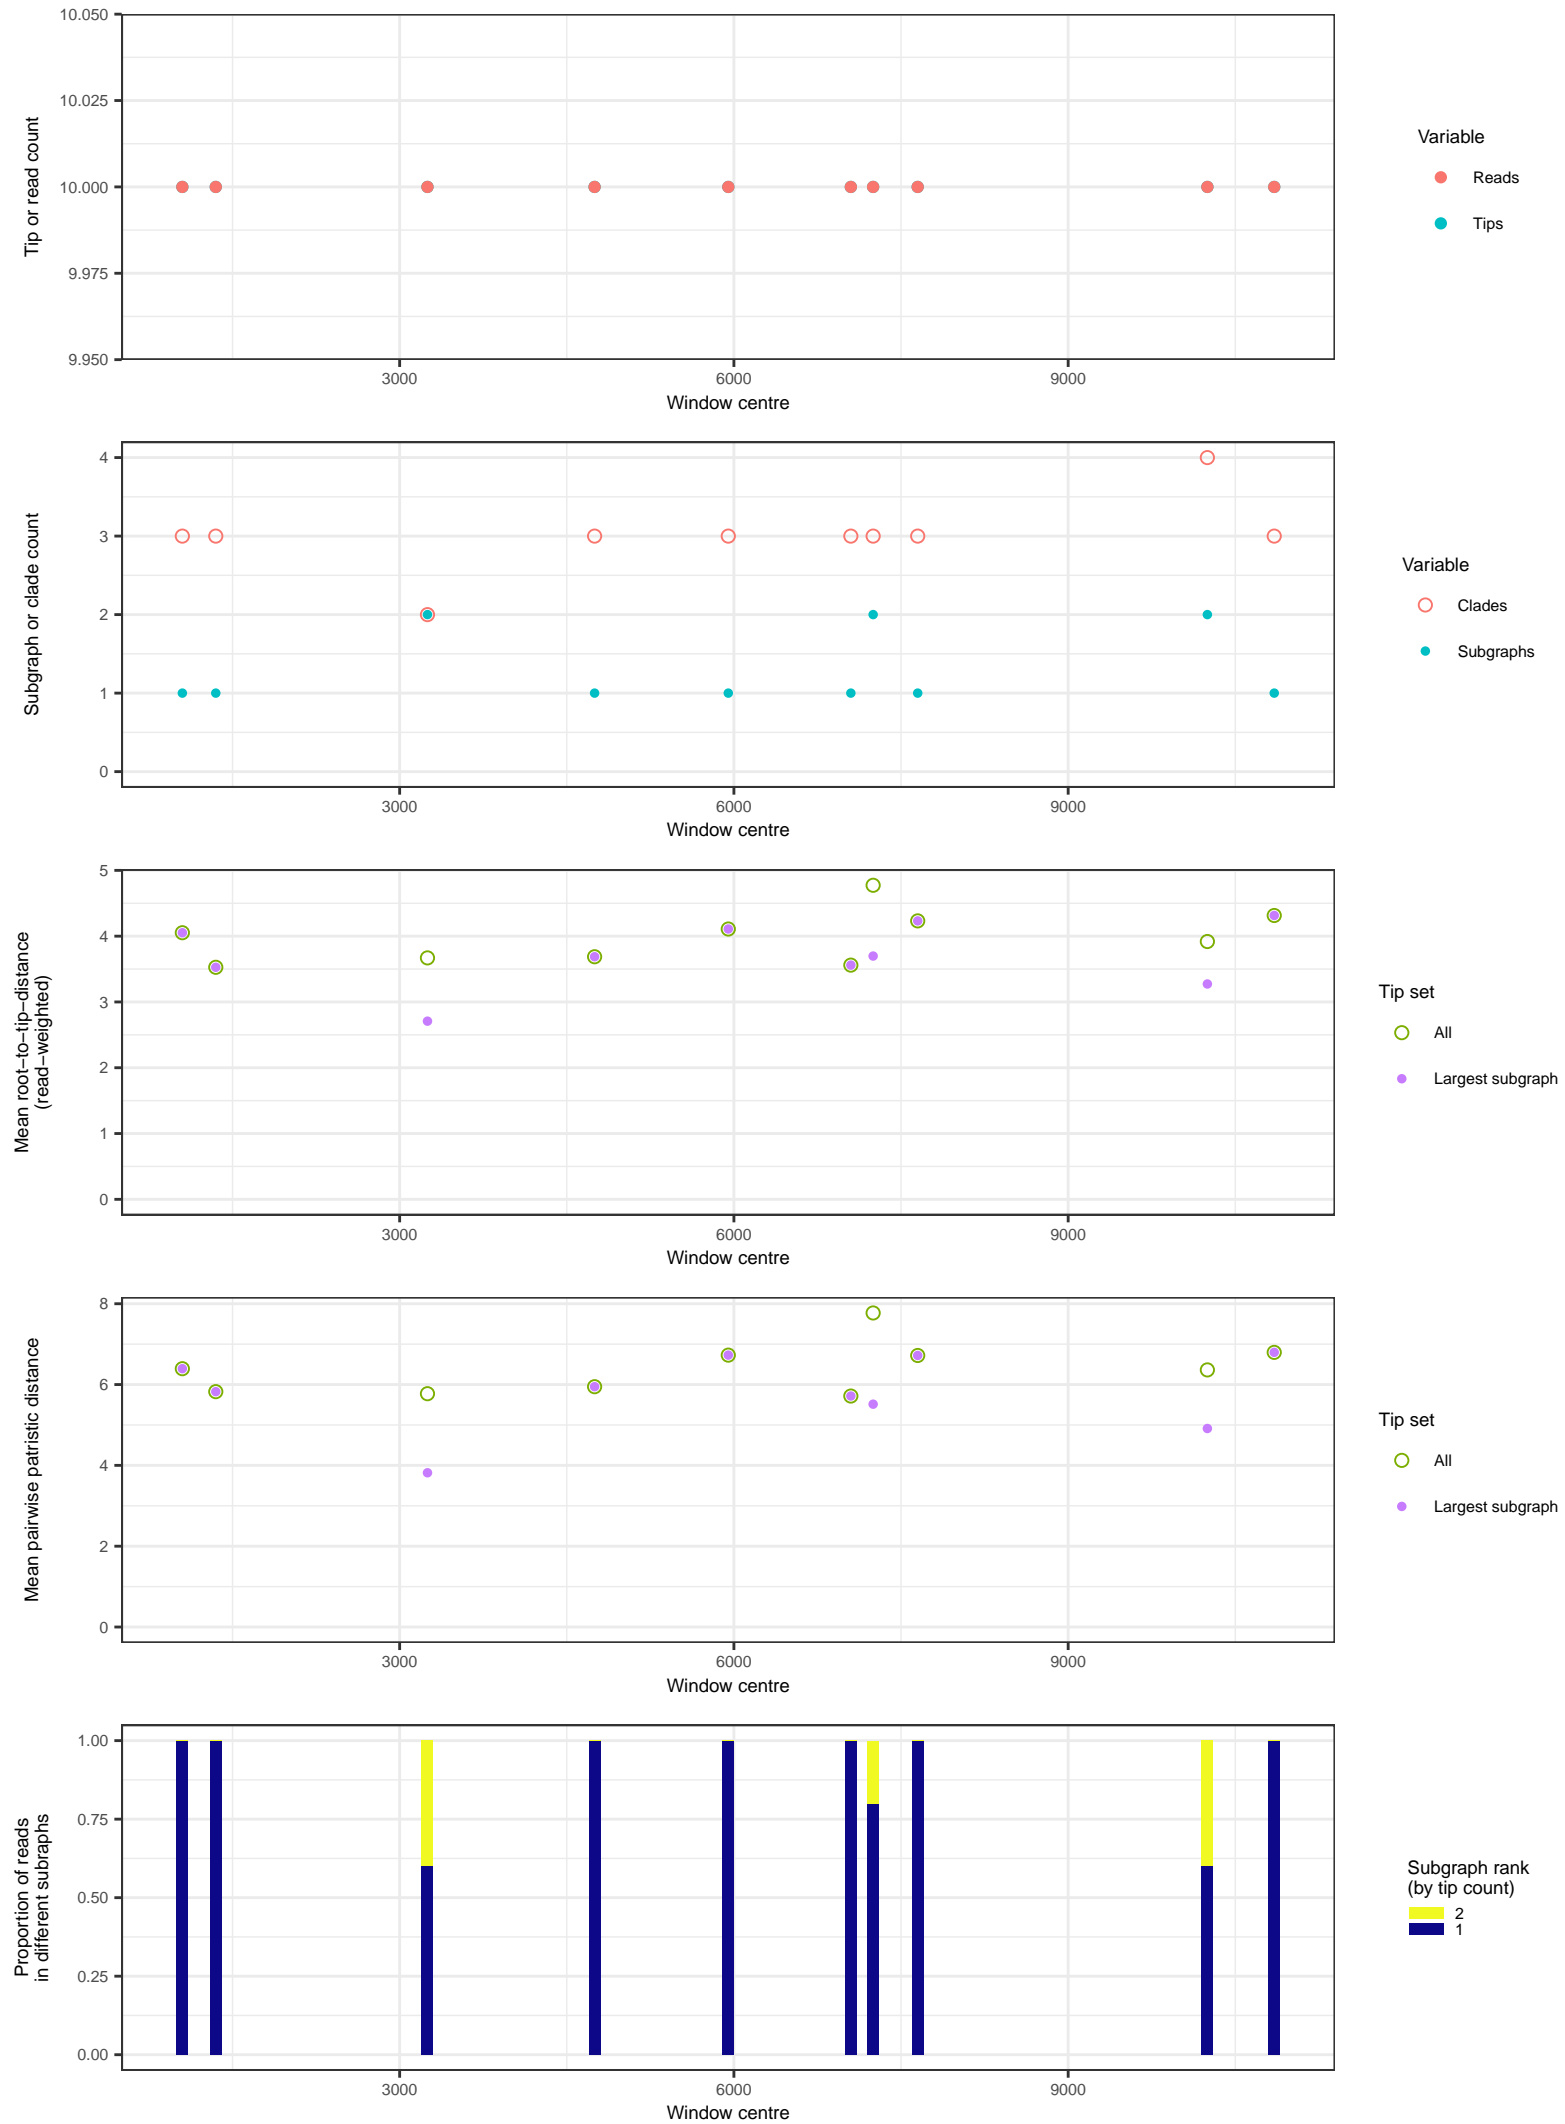 10.050
10.025
10.000
9.975
9.950
Tip or read count
3000 6000 9000
Window centre
Variable
Reads
Tips
4
3
2
1
0
Subgraph or clade count
3000 6000 9000
Window centre
Variable
Clades
Subgraphs
5
4
3
2
1
0
Mean root−to−tip−distance
(read−weighted)
3000 6000 9000
Window centre
Tip set
All
Largest subgraph
8
6
4
2
0
Mean pairwise patristic distance
3000 6000 9000
Window centre
Tip set
All
Largest subgraph
1.00
0.75
0.50
0.25
0.00
Proportion of reads
in different subraphs
3000 6000 9000
Window centre
Subgraph rank
(by tip count)
2
1